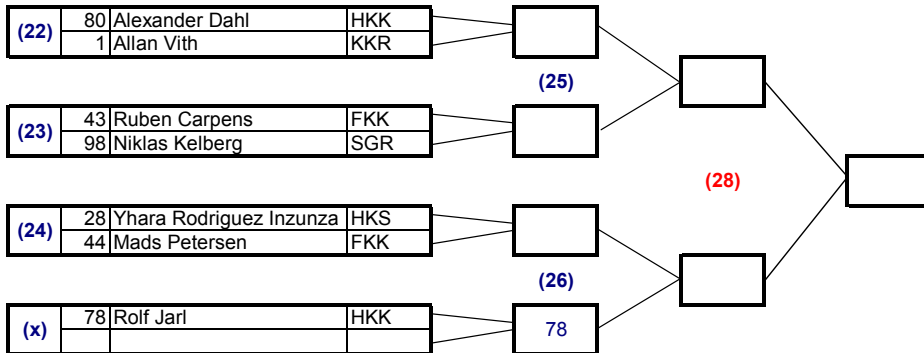 (22) 80 Alexander Dahl HKK
1 Allan Vith KKR
(25)
(23) 43 Ruben Carpens FKK
98 Niklas Kelberg SGR
(28)
(24) 28 Yhara Rodriguez Inzunza HKS
44 Mads Petersen FKK
(26)
(x) 78 Rolf Jarl HKK 78